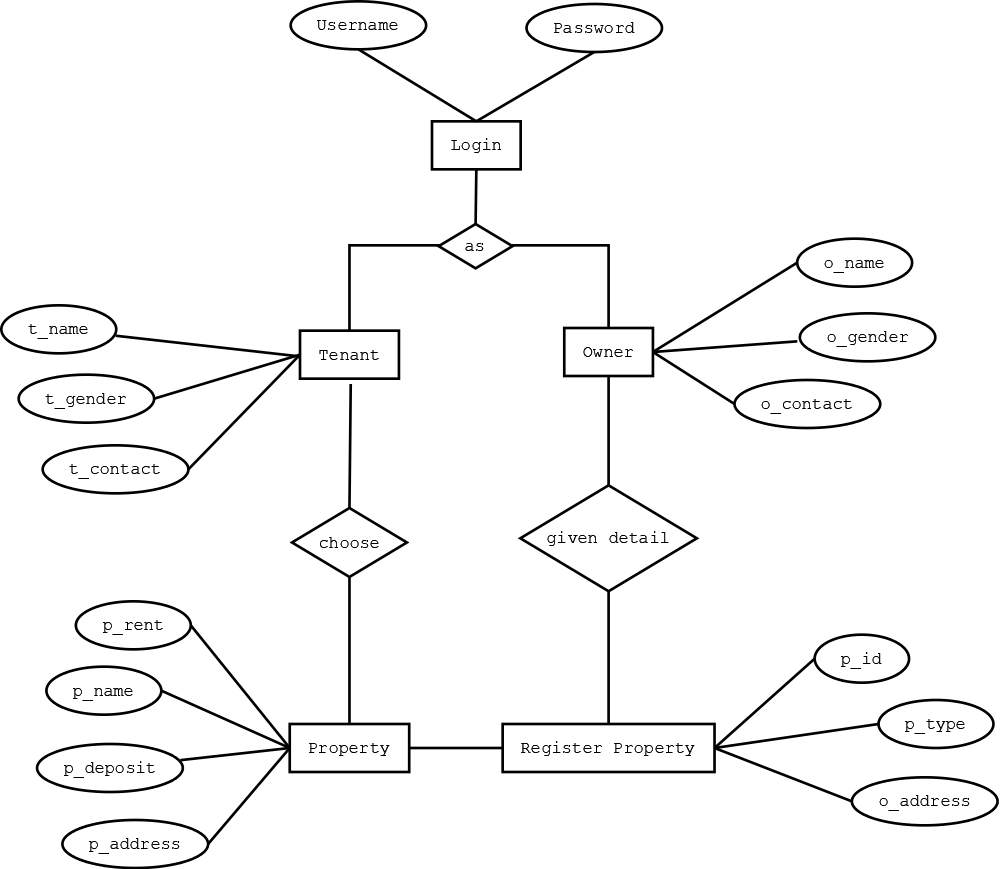 Username
Password
Login
as
o_name
t_name
o_gender
Tenant
Owner
t_gender
o_contact
t_contact
choose
given detail
p_rent
p_id
p_name
p_type
Property
Register Property
p_deposit
o_address
p_address